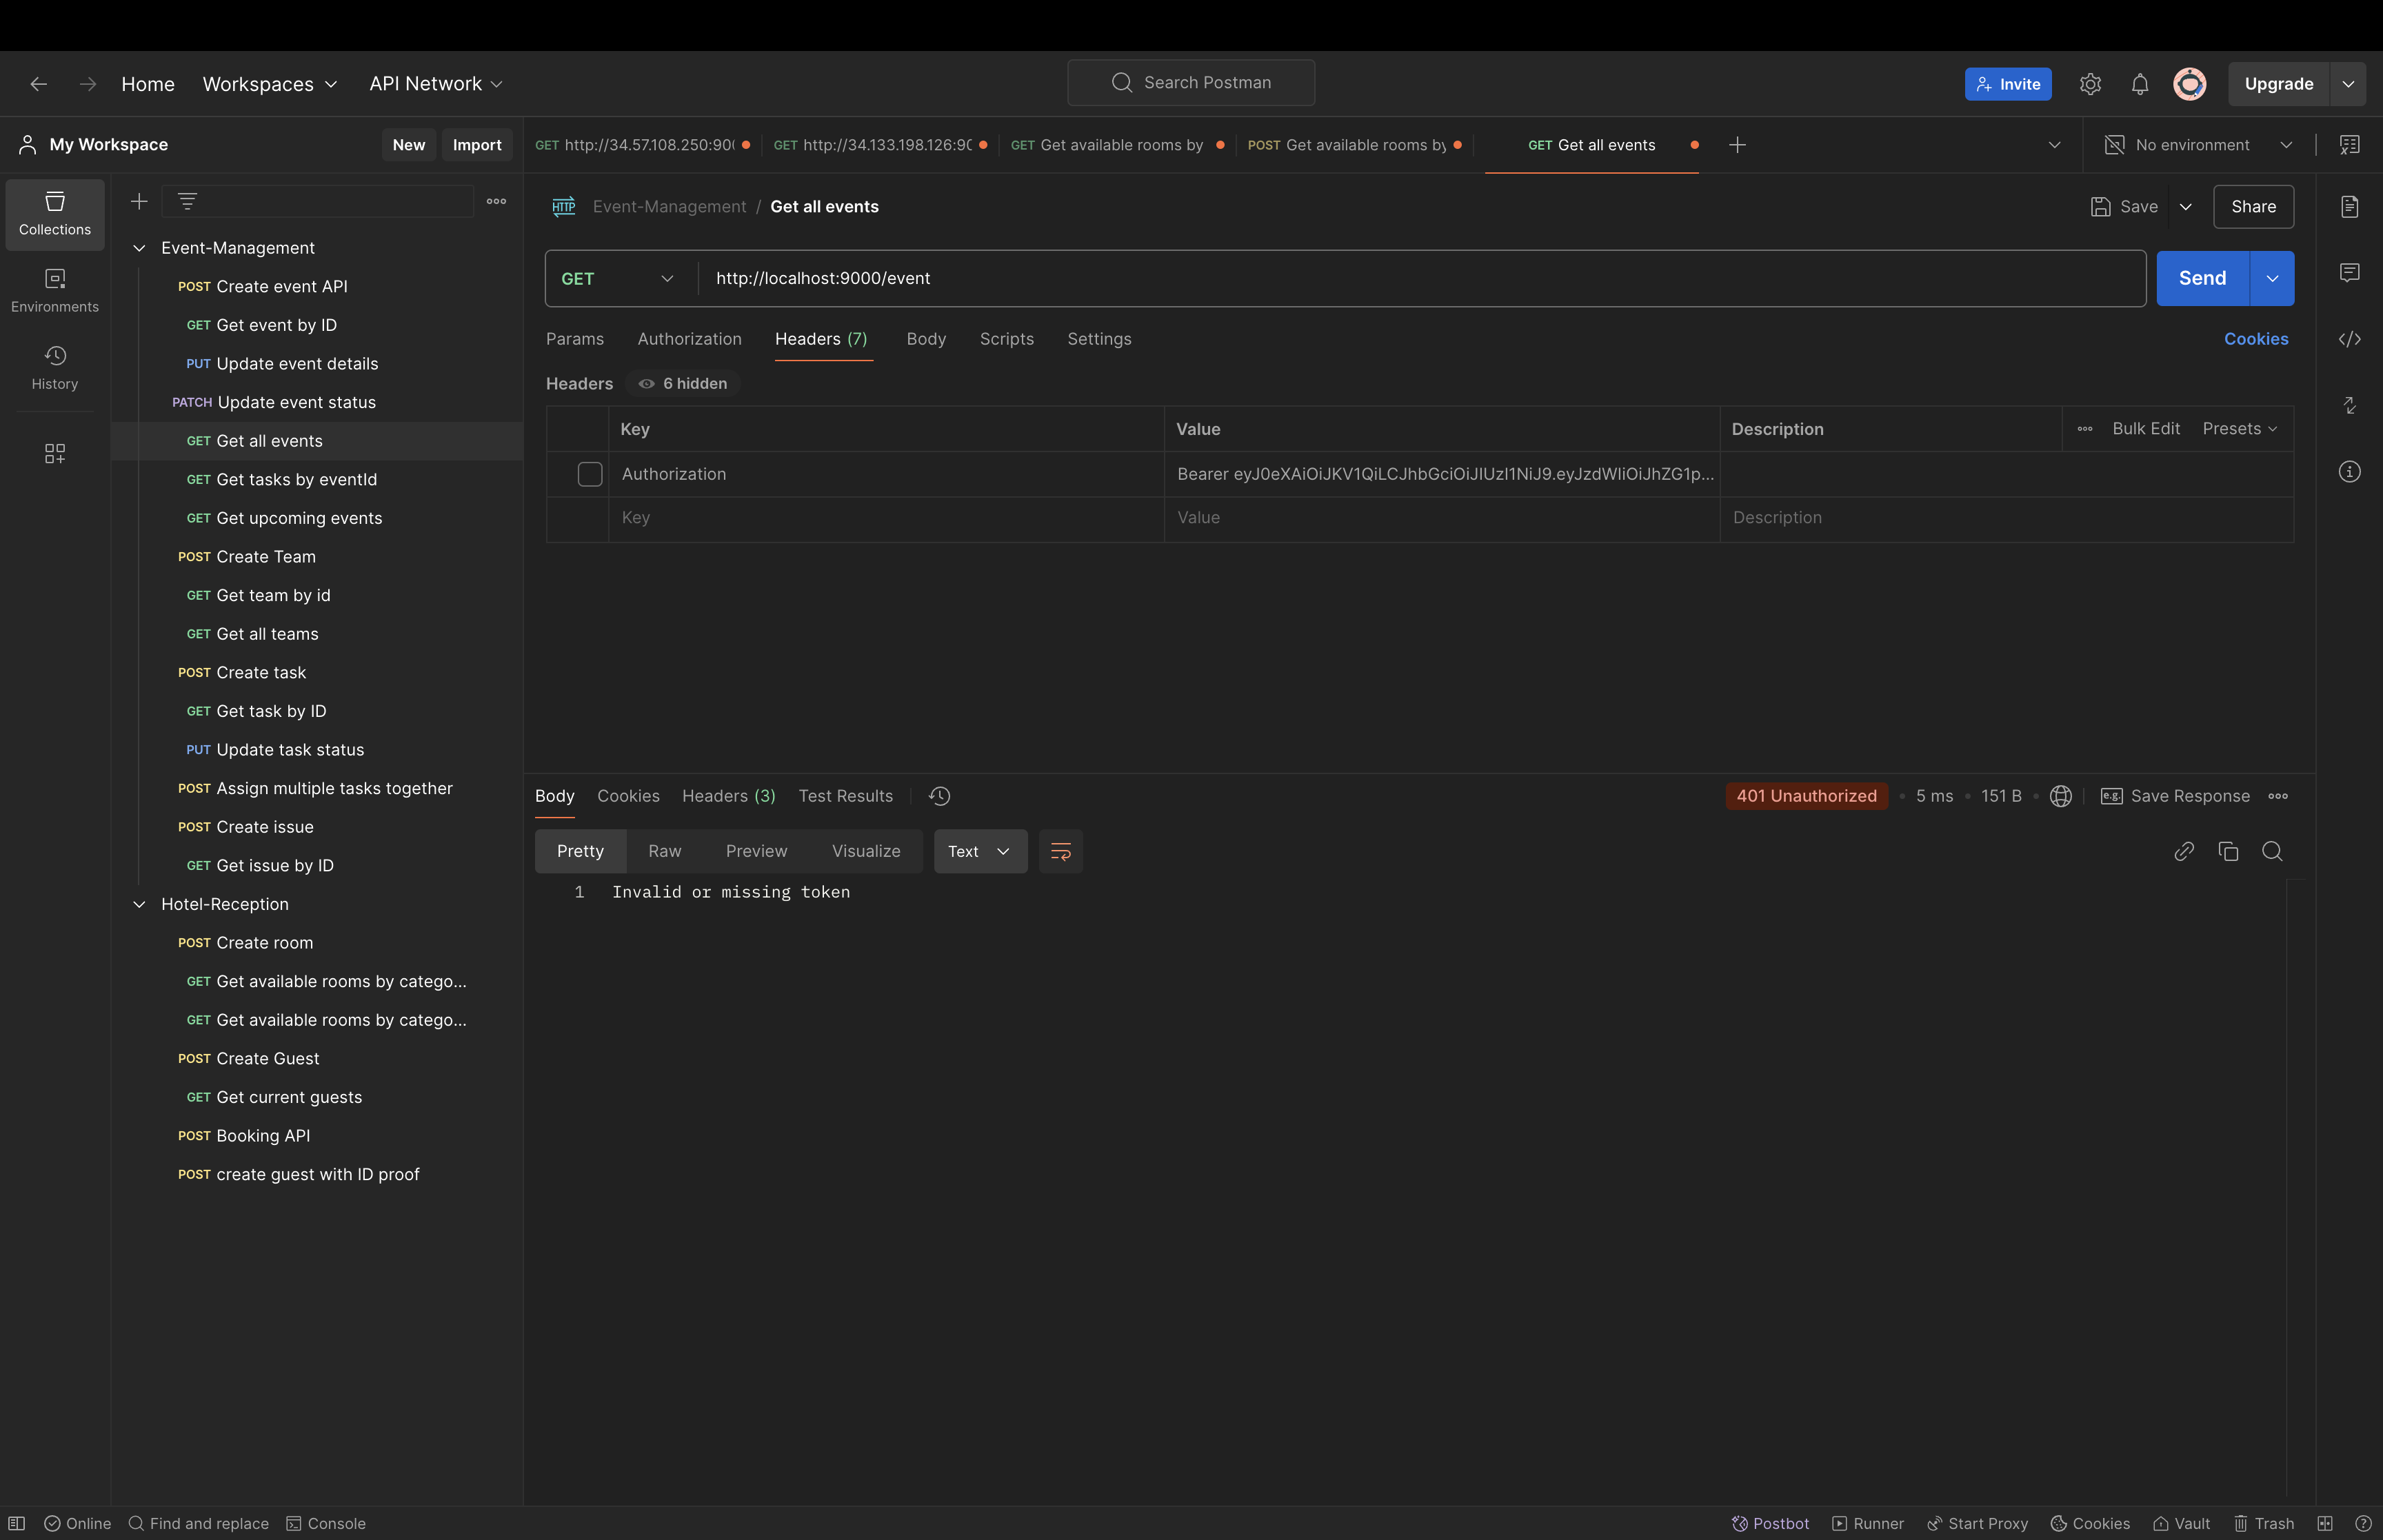 Home Workspaces API Network Search Postman Invite Upgrade
My Workspace New Import
GET http://34.57.108.250:90( GET http://34.133.198.126:9C GET Get available rooms by POST Get available rooms by GET Get all events No environment
Collections
Environments
History
Event-Management
POST Create event API
GET Get event by ID
PUT Update event details
PATCH Update event status
GET Get all events
GET Get tasks by eventId
GET Get upcoming events
POST Create Team
GET Get team by id
GET Get all teams
POST Create task
GET Get task by ID
PUT Update task status
POST Assign multiple tasks together
POST Create issue
GET Get issue by ID
Hotel-Reception
POST Create room
GET Get available rooms by catego...
GET Get available rooms by catego...
POST Create Guest
GET Get current guests
POST Booking API
POST create guest with ID proof
HTTP Event-Management / Get all events Save Share
GET http://localhost:9000/event Send
Params Authorization Headers (7) Body Scripts Settings Cookies
Headers 6 hidden
Key Value Description Bulk Edit Presets
Authorization Bearer eyJ0eXAiOiJKV1QiLCJhbGciOiJIUzI1NiJ9.eyJzdWIiOiJhZG1p...
Key Value Description
Body Cookies Headers (3) Test Results 401 Unauthorized 5 ms 151 B e.g. Save Response
Pretty Raw Preview Visualize Text
1 Invalid or missing token
Online Find and replace Console Postbot Runner Start Proxy Cookies Vault Trash